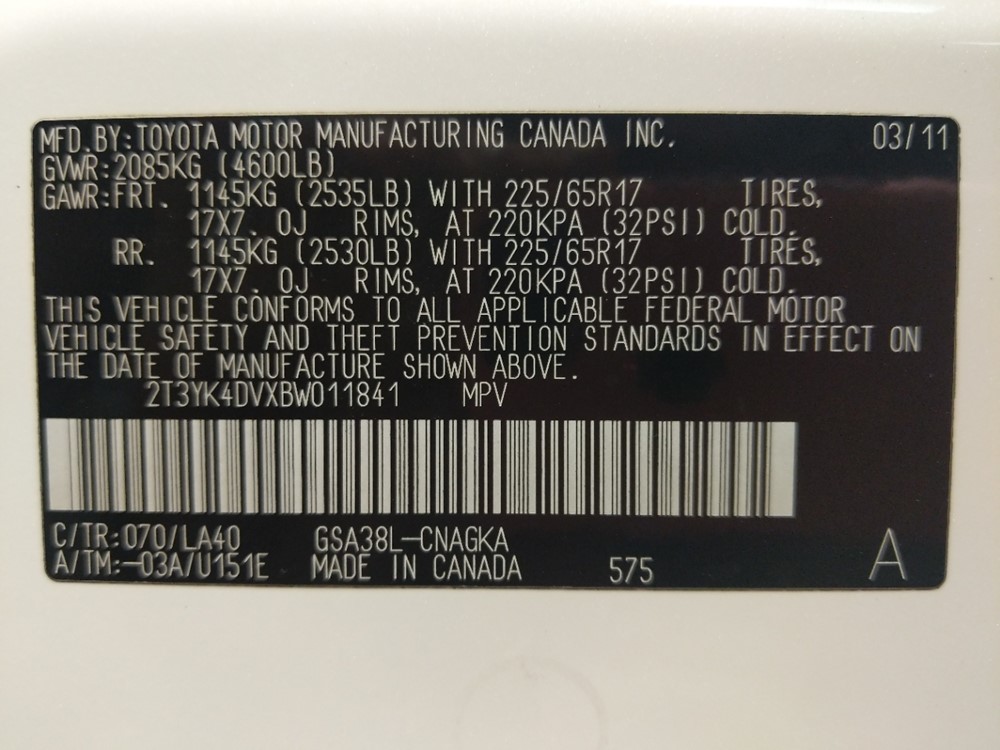 MFD.BY:TOYOTA MOTOR MANUFACTURING CANADA INC. 03/11
GVWR:2085KG (4600LB)
GAWR:FRT. 1145KG (2535LB) WITH 225/65R17 TIRES,
17X7. 0J RIMS, AT 220KPA (32PSI) COLD.
RR. 1145KG (2530LB) WITH 225/65R17 TIRES,
17X7. 0J RIMS, AT 220KPA (32PSI) COLD.
THIS VEHICLE CONFORMS TO ALL APPLICABLE FEDERAL MOTOR
VEHICLE SAFETY AND THEFT PREVENTION STANDARDS IN EFFECT ON
THE DATE OF MANUFACTURE SHOWN ABOVE.
2T3YK4DVXBW011841 MPV
C/TR:070/LA40 GSA38L-CNAGKA
A/TM:-03A/U151E MADE IN CANADA 575 A